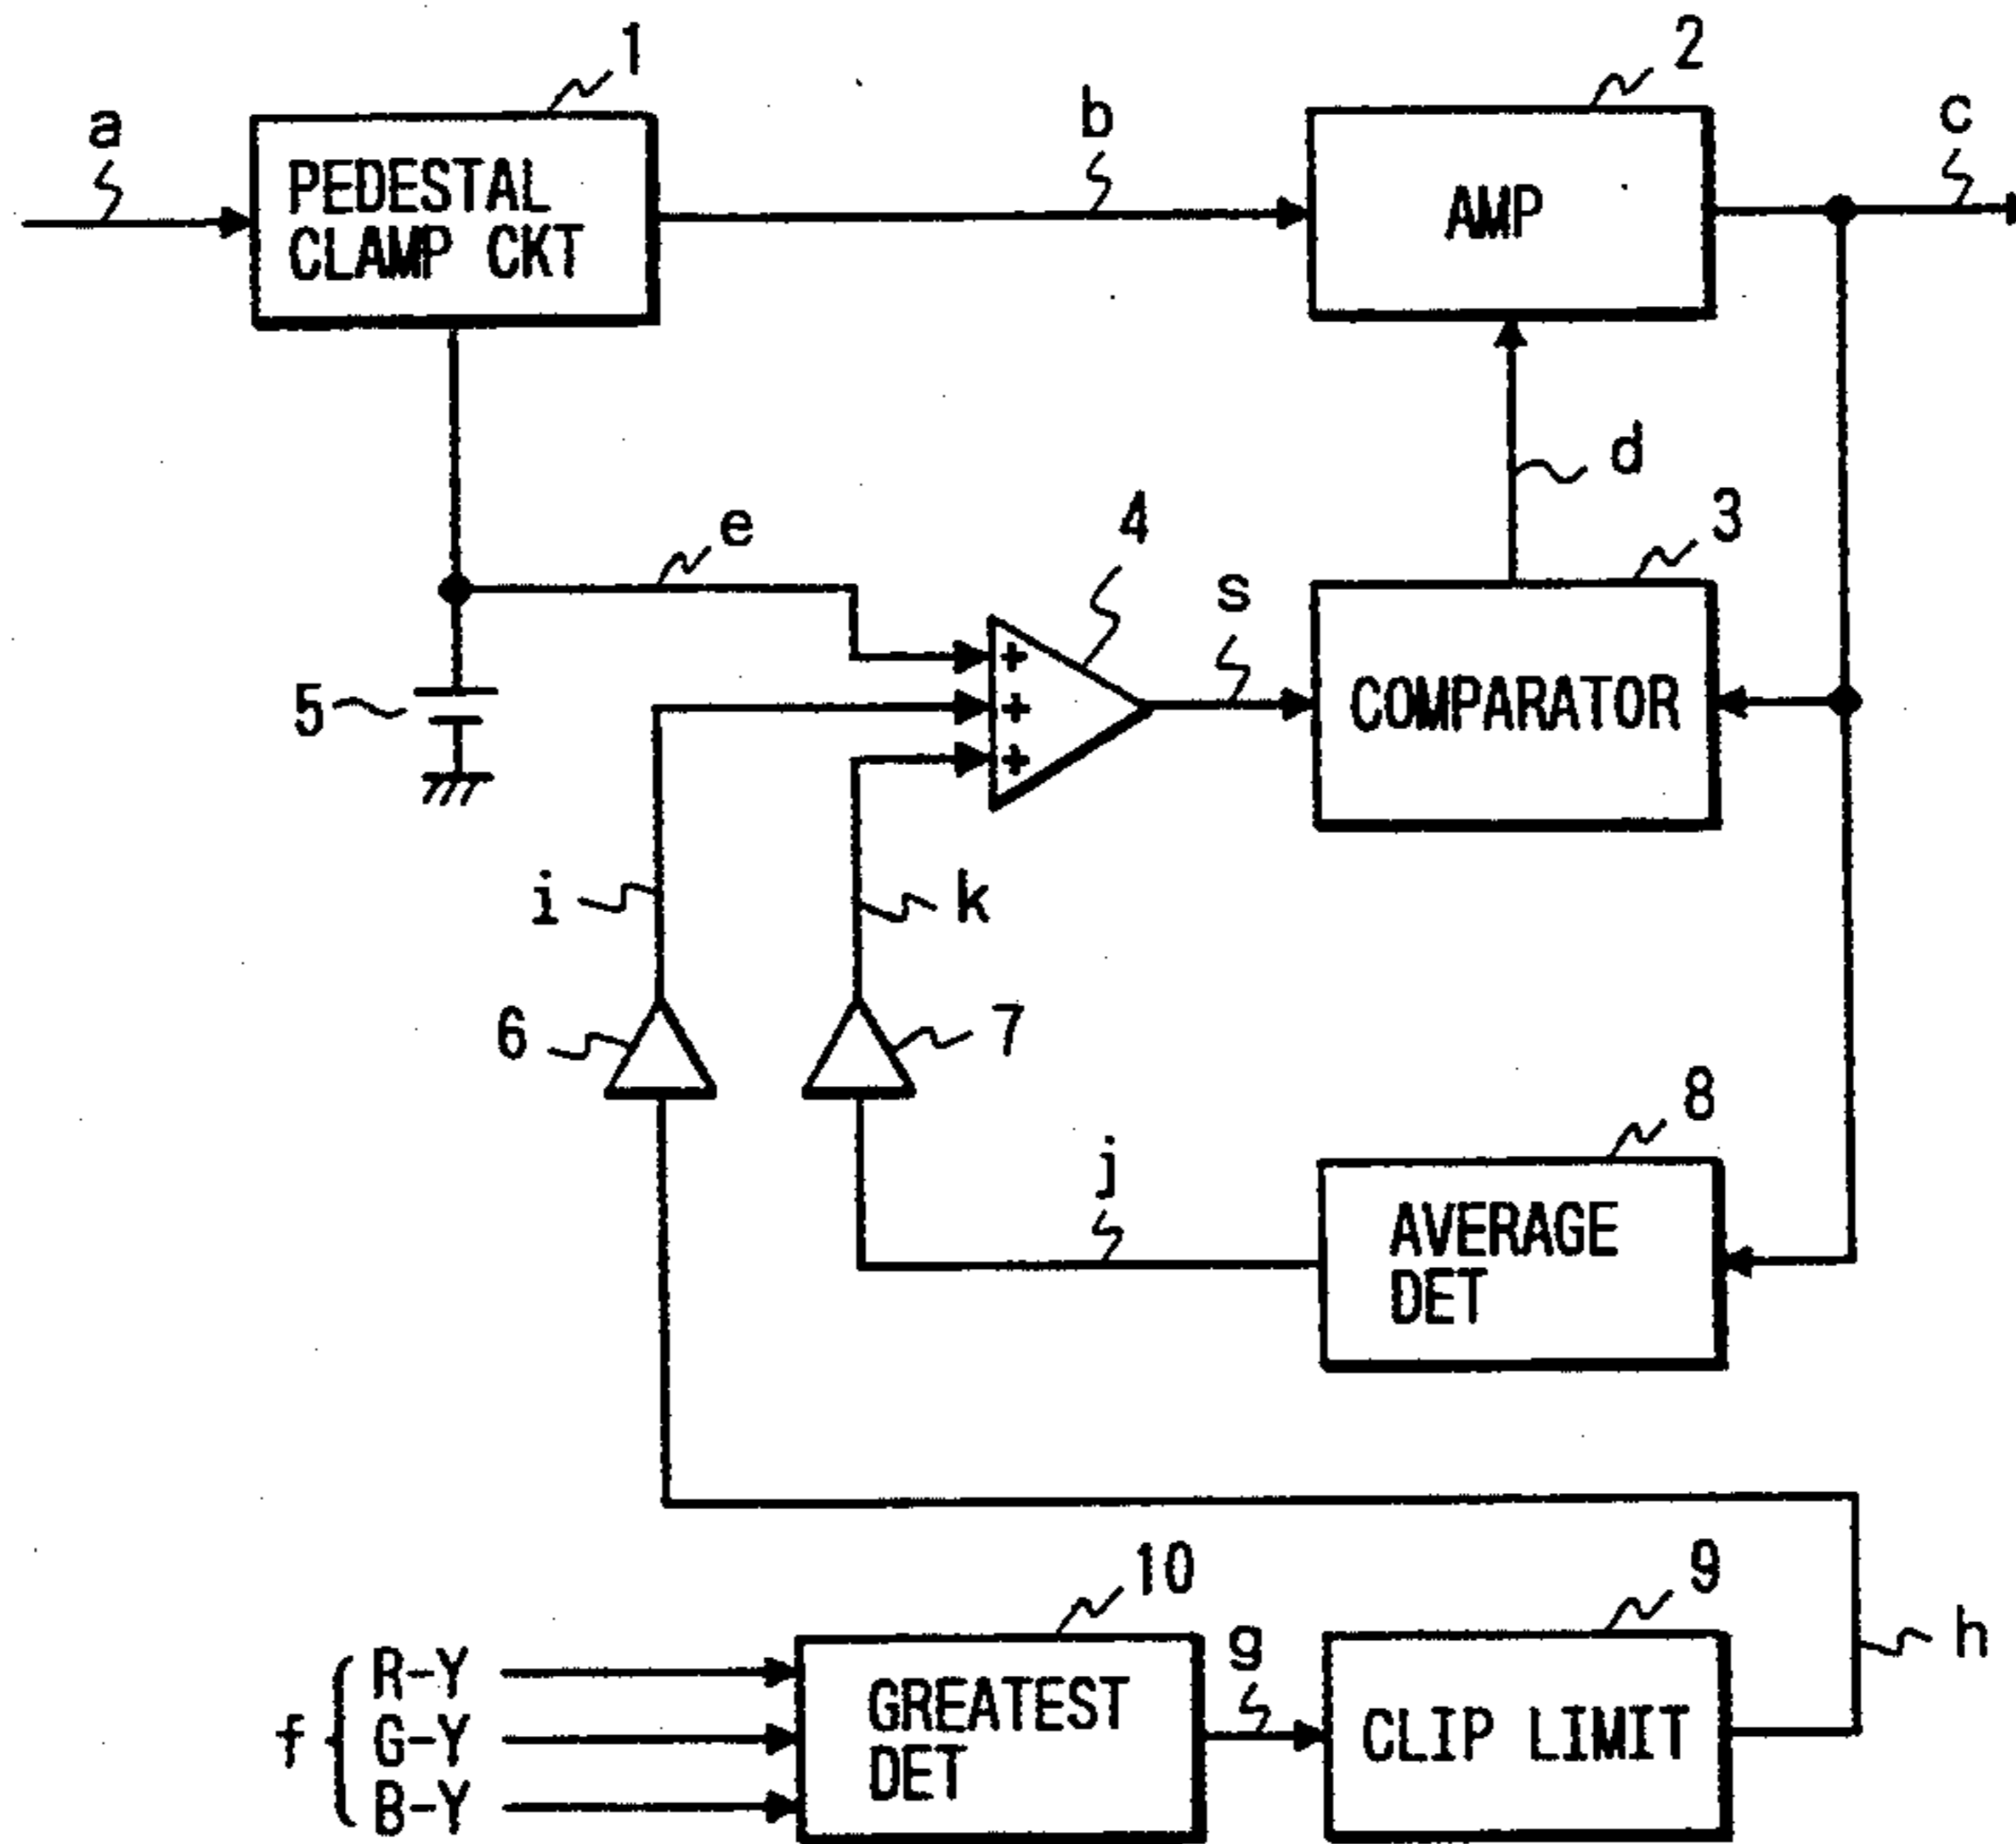 1
2
a
b
c
PEDESTAL
CLAMP CKT
AMP
d
e
4
3
s
5
+
+
+
COMPARATOR
i
k
6
7
8
j
AVERAGE
DET
10
9
g
h
f { R-Y
G-Y
B-Y
GREATEST
DET
CLIP LIMIT